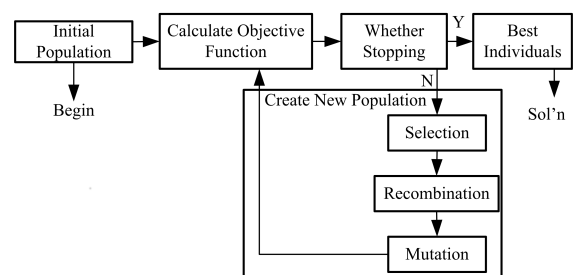 Initial
Population
Calculate Objective
Function
Whether
Stopping
Y
Best
Individuals
N
Begin
Create New Population
Sol'n
Selection
Recombination
Mutation